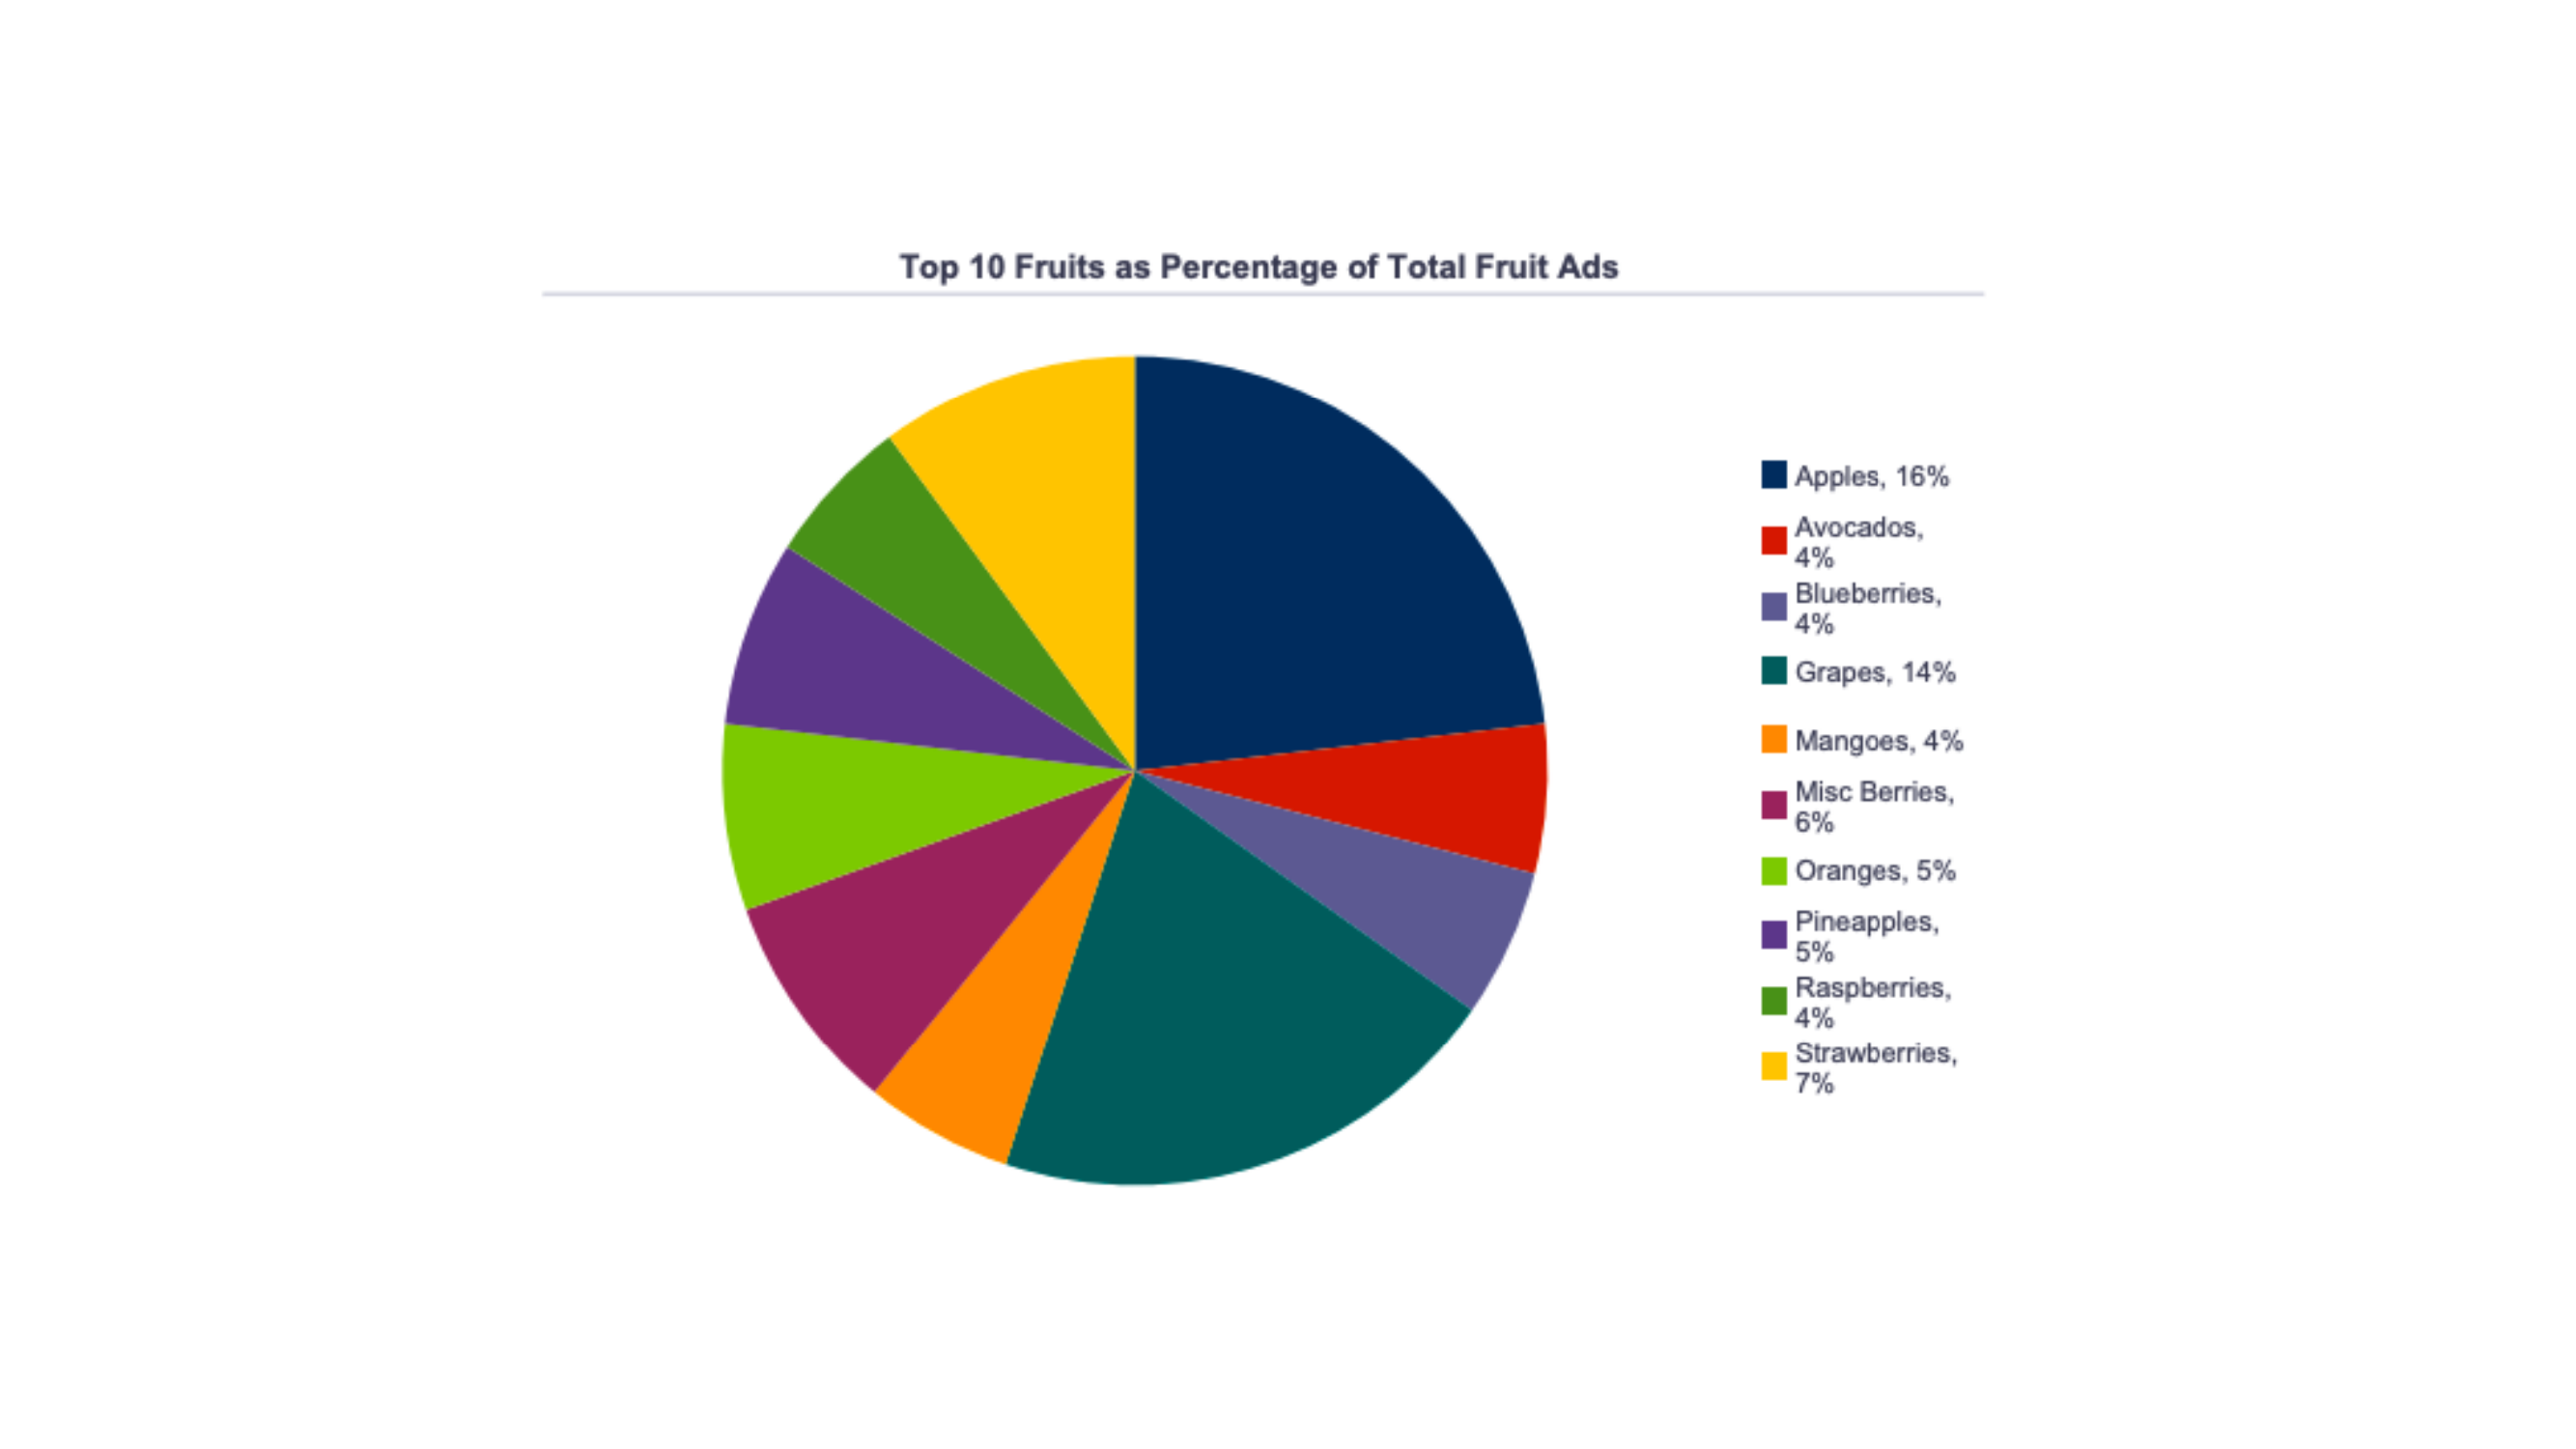 Top 10 Fruits as Percentage of Total Fruit Ads
Apples, 16%
Avocados,
4%
Blueberries,
4%
Grapes, 14%
Mangoes, 4%
Misc Berries,
6%
Oranges, 5%
Pineapples,
5%
Raspberries,
4%
Strawberries,
7%